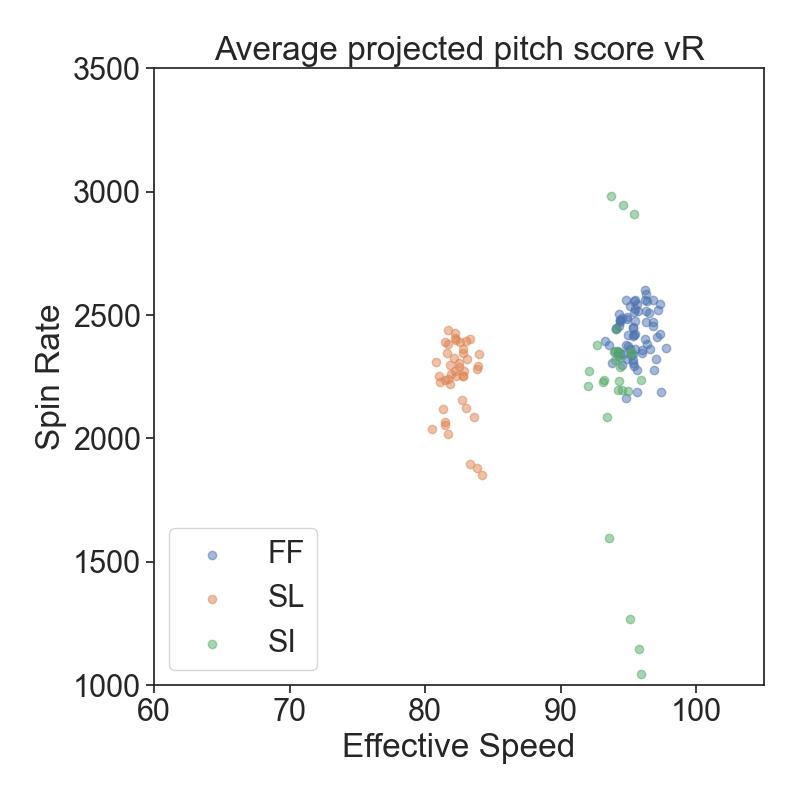 Average projected pitch score vR
3500
3000
2500
2000
1500
1000
Spin Rate
FF
SL
SI
60 70 80 90 100
Effective Speed